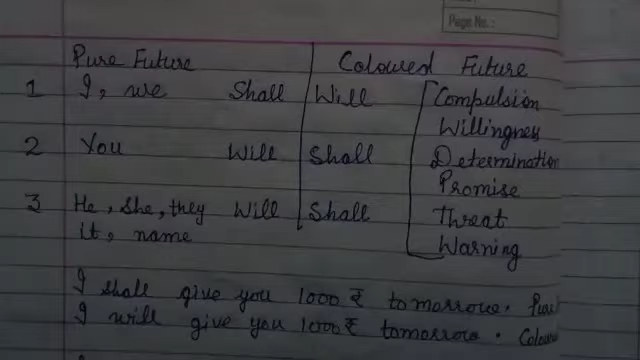 Page No.:
Pure Future Coloured Future
1 I, we Shall Will Compulsion
Willingness
2 You Will Shall Determination
Promise
3 He, she, they Will Shall Threat
it, name Warning
I shall give you 1000 ₹ tomorrow. Pure
I will give you 1000 ₹ tomorrow.